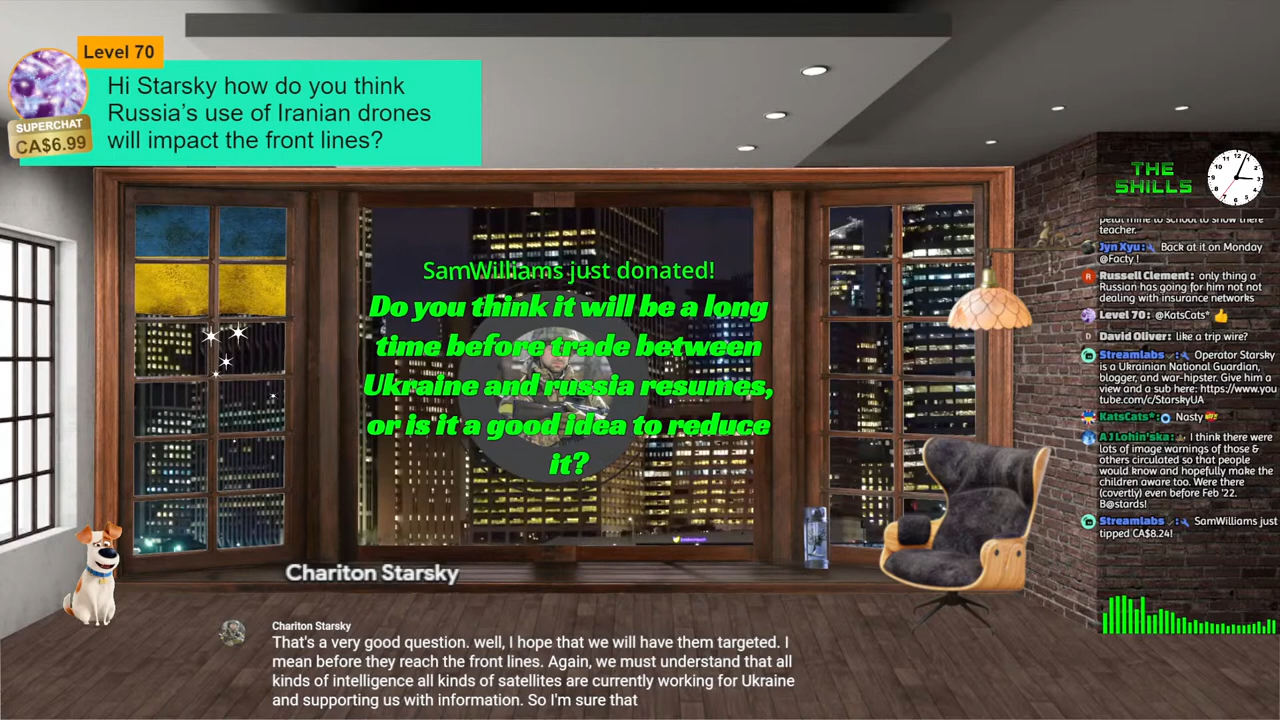 Level 70
Hi Starsky how do you think
Russia’s use of Iranian drones
will impact the front lines?
SUPERCHAT
CA$6.99
SamWilliams just donated!
Do you think it will be a long
time before trade between
Ukraine and russia resumes,
or is it a good idea to reduce
it?
Chariton Starsky
Chariton Starsky
That's a very good question. well, I hope that we will have them targeted. I
mean before they reach the front lines. Again, we must understand that all
kinds of intelligence all kinds of satellites are currently working for Ukraine
and supporting us with information. So I'm sure that
THE
SHILLS
petal mine to school to show there
teacher.
Jyn Xyu: Back at it on Monday
@Facty !
Russell Clement: only thing a
Russian has going for him not not
dealing with insurance networks
Level 70: @KatsCats*
David Oliver: like a trip wire?
Streamlabs : Operator Starsky
is a Ukrainian National Guardian,
blogger, and war-hipster. Give him a
view and a sub here: https://www.you
tube.com/c/StarskyUA
KatsCats*: Nasty
A J Lohin'ska: I think there were
lots of image warnings of those &
others circulated so that people
would know and hopefully make the
children aware too. Were there
(covertly) even before Feb '22.
B@stards!
Streamlabs : SamWilliams just
tipped CA$8.24!